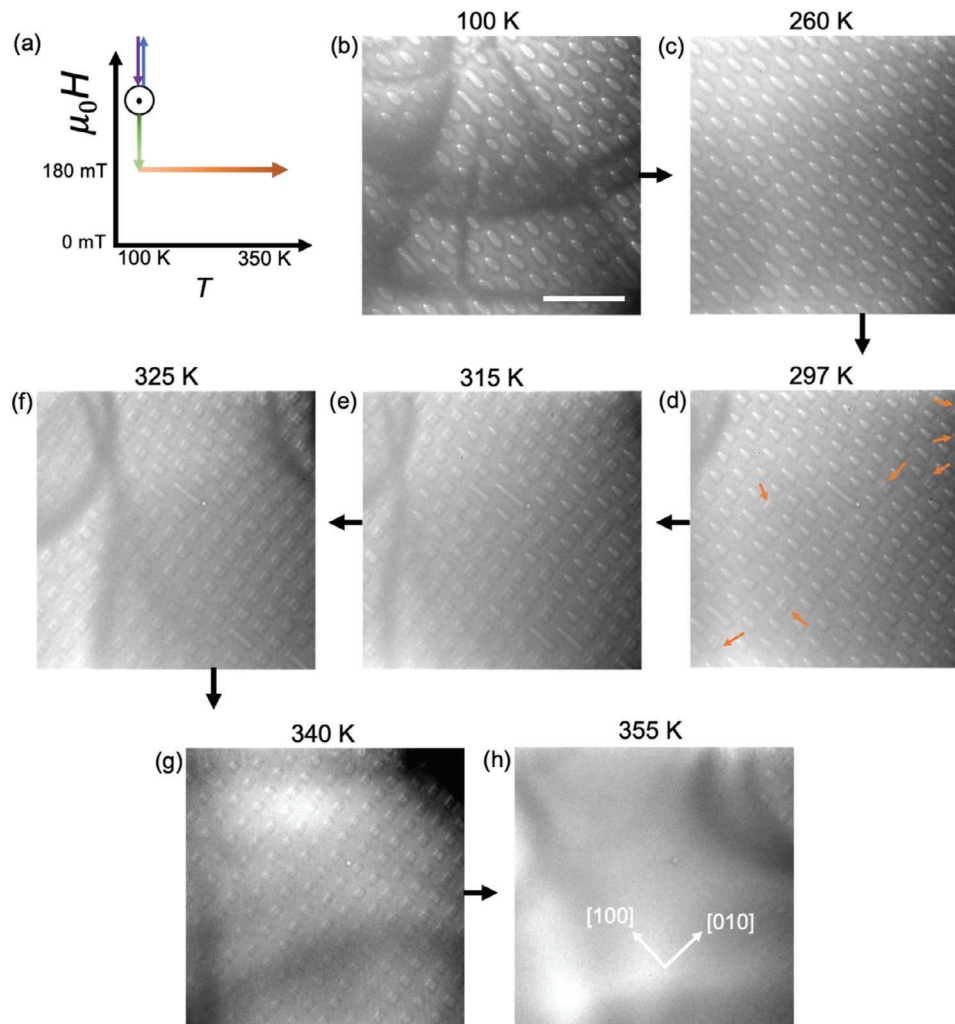 (a)
μ₀H
180 mT
0 mT
100 K
350 K
T
100 K
(b)
260 K
(c)
325 K
(f)
315 K
(e)
297 K
(d)
340 K
(g)
355 K
(h)
[100]
[010]